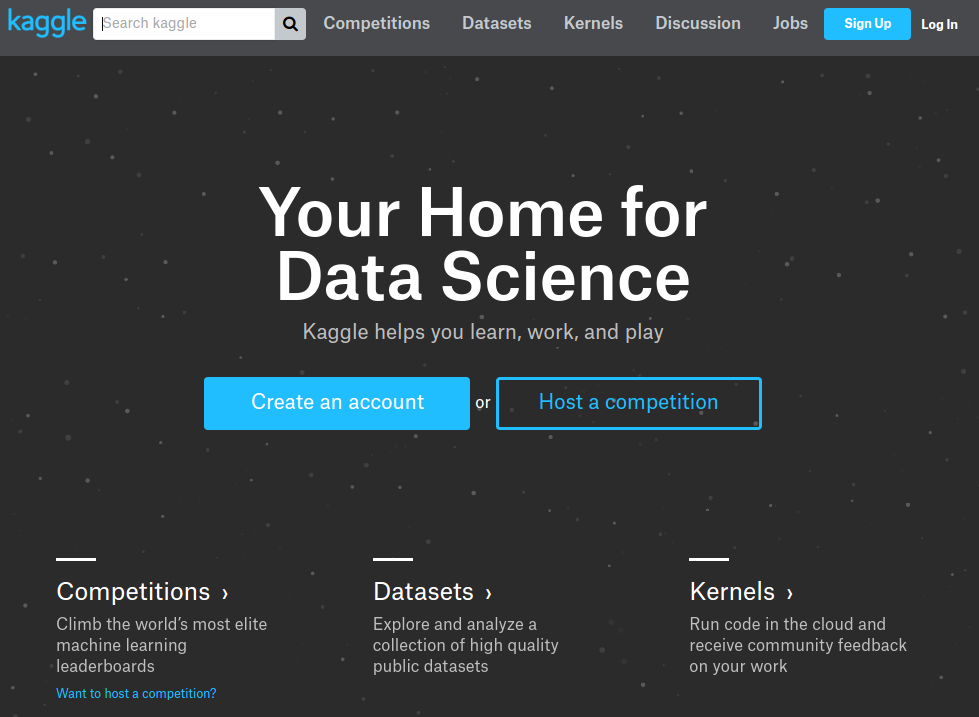 kaggle Search kaggle Competitions Datasets Kernels Discussion Jobs Sign Up Log In
Your Home for
Data Science
Kaggle helps you learn, work, and play
Create an account or Host a competition
Competitions ›
Climb the world's most elite
machine learning
leaderboards
Want to host a competition?
Datasets ›
Explore and analyze a
collection of high quality
public datasets
Kernels ›
Run code in the cloud and
receive community feedback
on your work